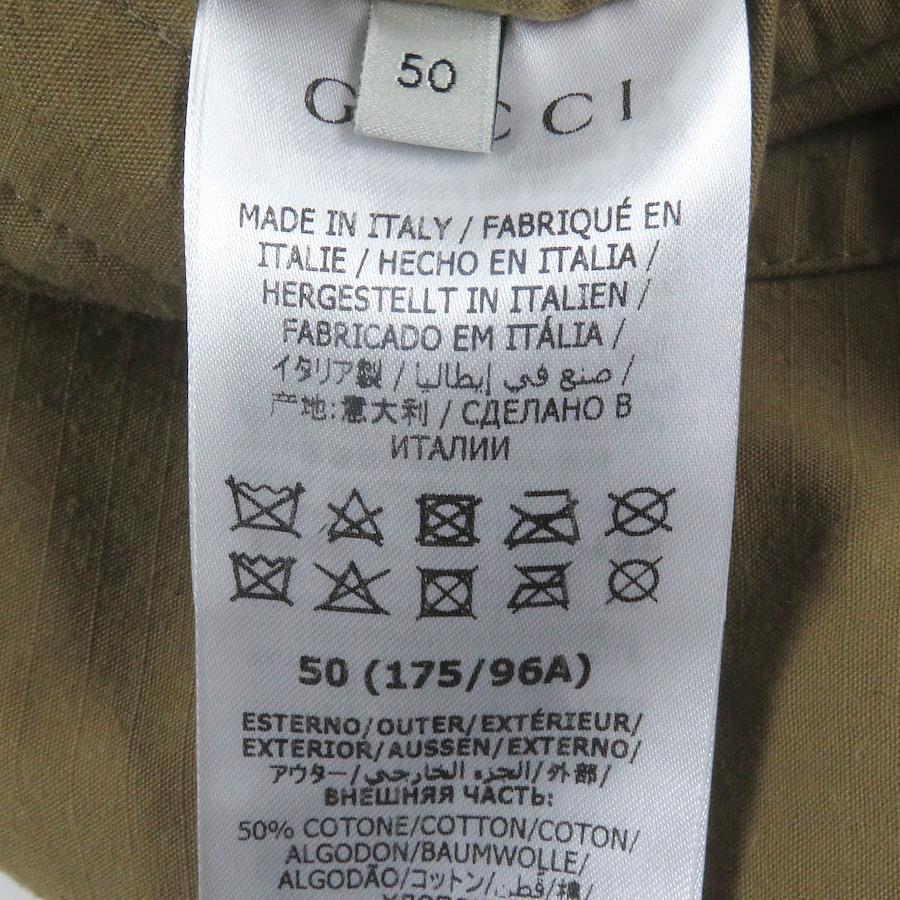 50
G CCI
MADE IN ITALY / FABRIQUÉ EN
ITALIE / HECHO EN ITALIA /
HERGESTELLT IN ITALIEN /
FABRICADO EM ITÁLIA /
イタリア製 / صنع في إيطاليا /
产地:意大利 / СДЕЛАНО В
ИТАЛИИ
50 (175/96A)
ESTERNO/OUTER/EXTÉRIEUR/
EXTERIOR/AUSSEN/EXTERNO/
アウター/الجزء الخارجي/外部/
ВНЕШНЯЯ ЧАСТЬ:
50% COTONE/COTTON/COTON/
ALGODON/BAUMWOLLE/
ALGODÃO/コットン/قطن/棉/